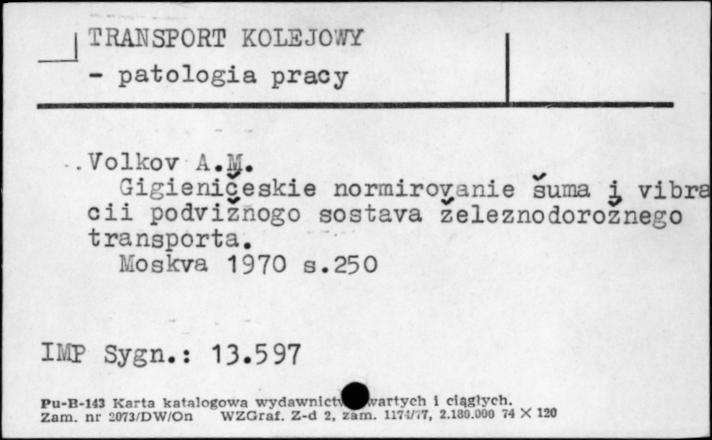 TRANSPORT KOLEJOWY
- patologia pracy
Volkov A.M.
Gigieničeskie normirovanie šuma i vibra
cii podvižnogo sostava železnodorožnego
transporta.
Moskva 1970 s.250
IMP Sygn.: 13.597
Pu-B-143 Karta katalogowa wydawnictw zwartych i ciągłych.
Zam. nr 2073/DW/On WZGraf. Z-d 2, zam. 1174/77, 2.180.000 74 X 120